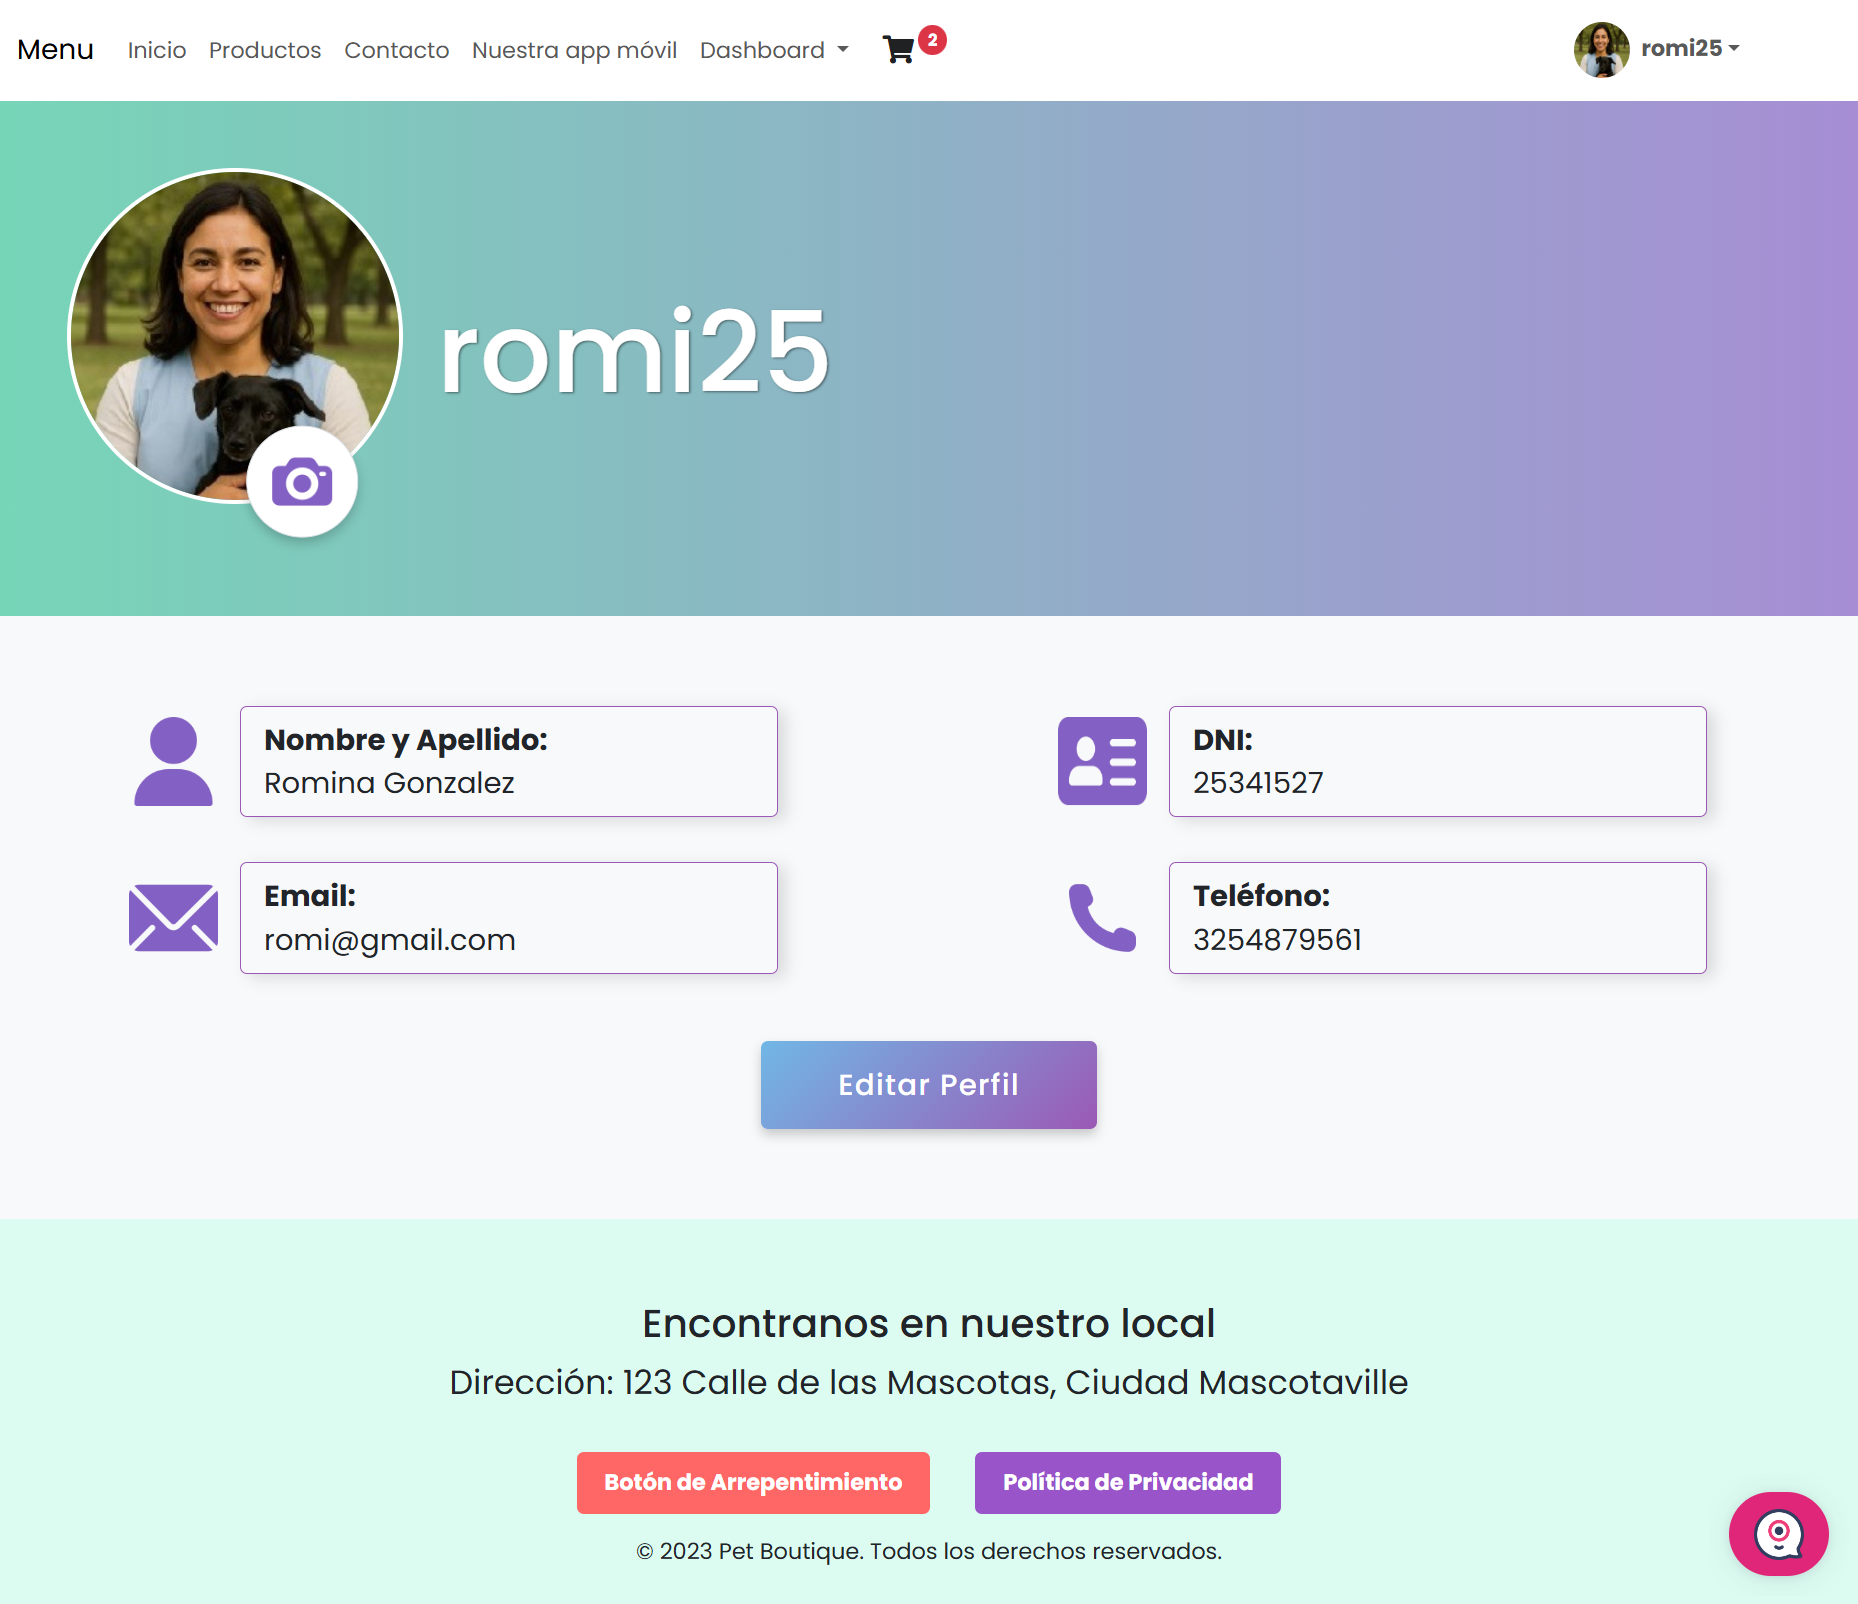 Menu Inicio Productos Contacto Nuestra app móvil Dashboard 2 romi25
romi25
Nombre y Apellido:
Romina Gonzalez
DNI:
25341527
Email:
romi@gmail.com
Teléfono:
3254879561
Editar Perfil
Encontranos en nuestro local
Dirección: 123 Calle de las Mascotas, Ciudad Mascotaville
Botón de Arrepentimiento Política de Privacidad
© 2023 Pet Boutique. Todos los derechos reservados.